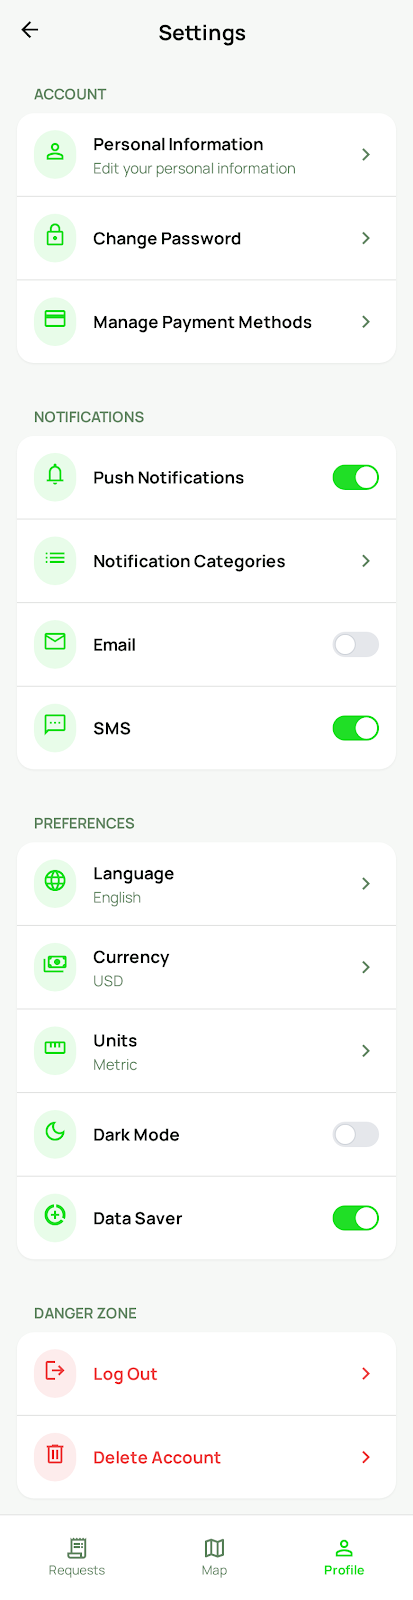 Settings
ACCOUNT
Personal Information
Edit your personal information
Change Password
Manage Payment Methods
NOTIFICATIONS
Push Notifications
Notification Categories
Email
SMS
PREFERENCES
Language
English
Currency
USD
Units
Metric
Dark Mode
Data Saver
DANGER ZONE
Log Out
Delete Account
Requests
Map
Profile